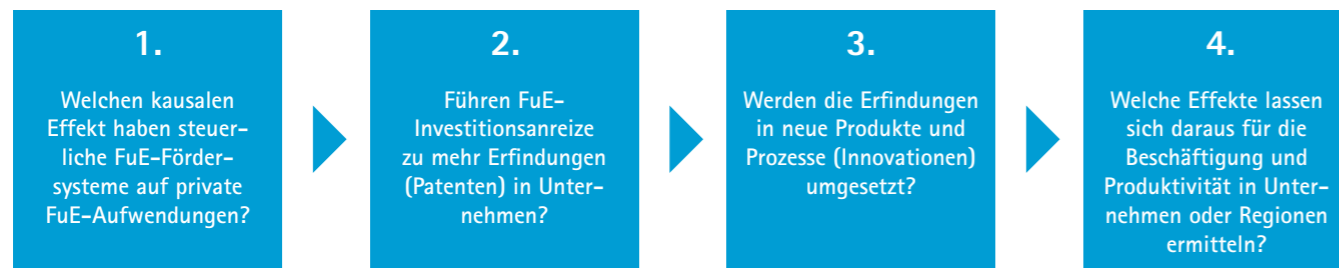 1.
Welchen kausalen
Effekt haben steuer-
liche FuE-Förder-
systeme auf private
FuE-Aufwendungen?
2.
Führen FuE-
Investitionsanreize
zu mehr Erfindungen
(Patenten) in Unter-
nehmen?
3.
Werden die Erfindungen
in neue Produkte und
Prozesse (Innovationen)
umgesetzt?
4.
Welche Effekte lassen
sich daraus für die
Beschäftigung und
Produktivität in Unter-
nehmen oder Regionen
ermitteln?